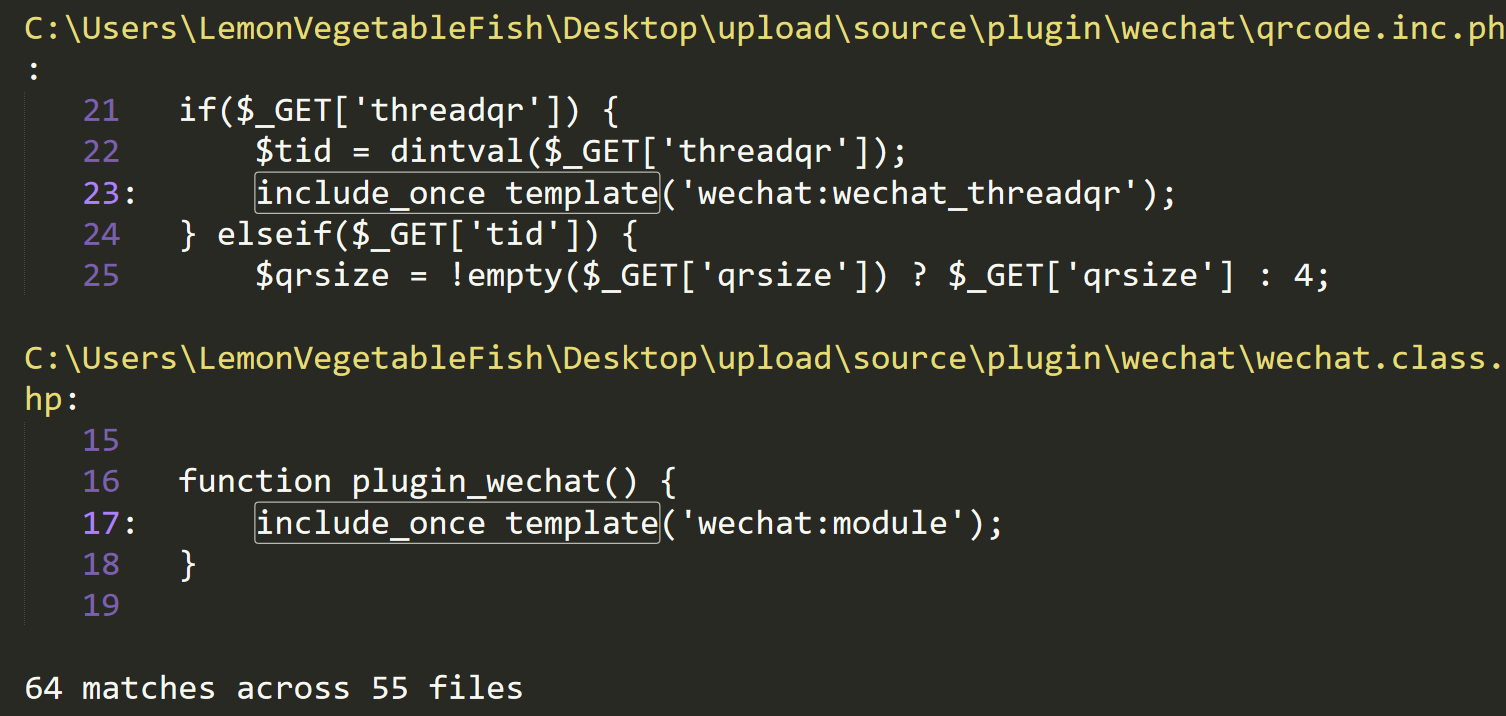 C:\Users\LemonVegetableFish\Desktop\upload\source\plugin\wechat\qrcode.inc.ph
:
21 if($_GET['threadqr']) {
22 $tid = dintval($_GET['threadqr']);
23: include_once template('wechat:wechat_threadqr');
24 } elseif($_GET['tid']) {
25 $qrsize = !empty($_GET['qrsize']) ? $_GET['qrsize'] : 4;
C:\Users\LemonVegetableFish\Desktop\upload\source\plugin\wechat\wechat.class.
hp:
15
16 function plugin_wechat() {
17: include_once template('wechat:module');
18 }
19
64 matches across 55 files